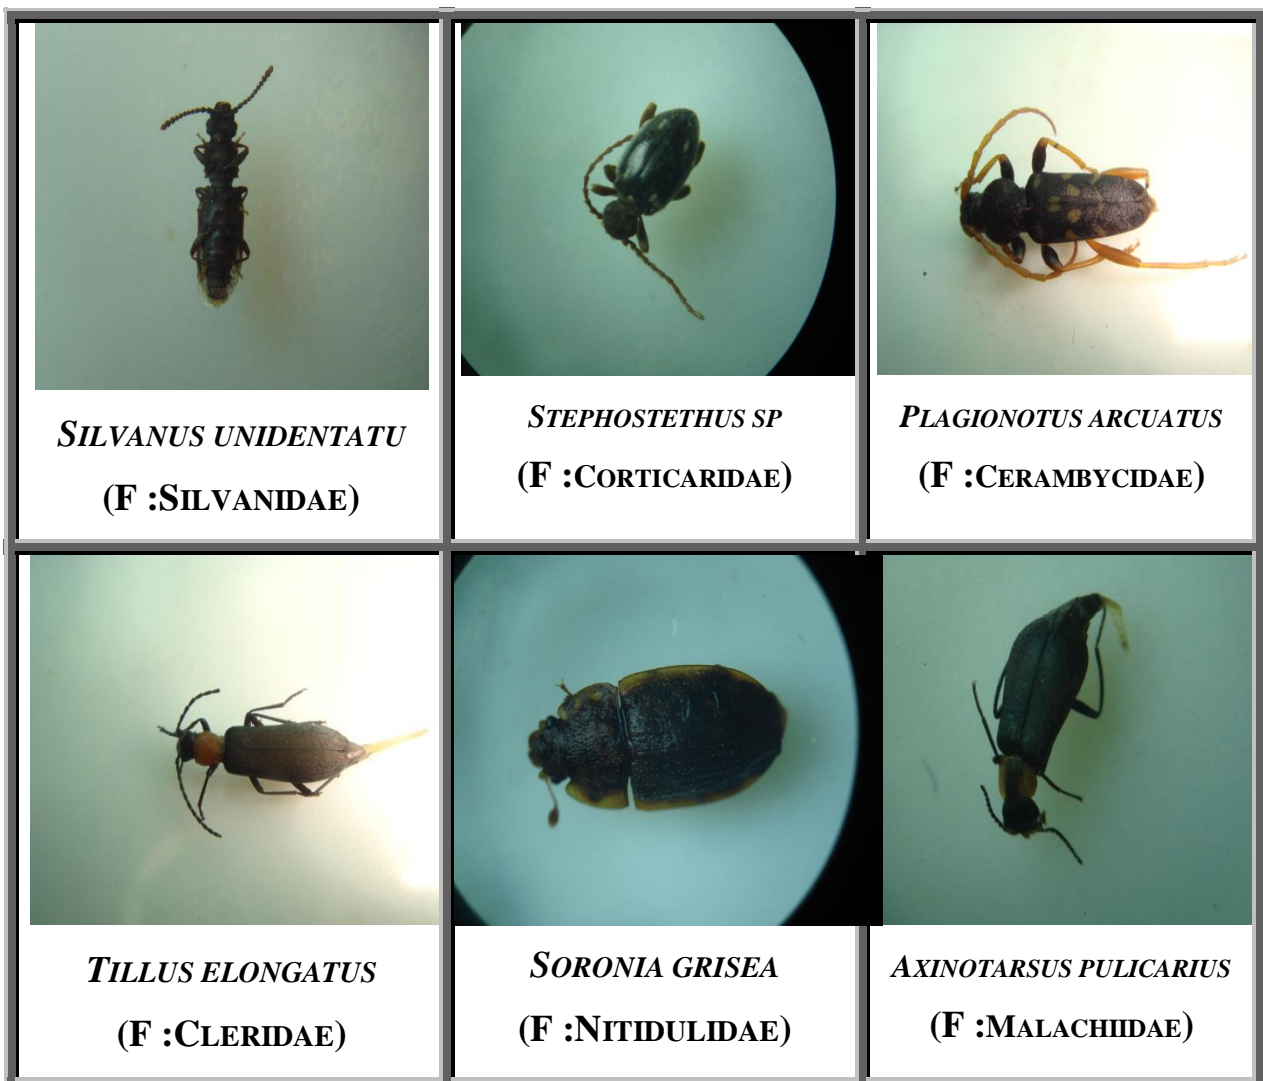 SILVANUS UNIDENTATU
(F :SILVANIDAE)
STEPHOSTETHUS SP
(F :CORTICARIDAE)
PLAGIONOTUS ARCUATUS
(F :CERAMBYCIDAE)
TILLUS ELONGATUS
(F :CLERIDAE)
SORONIA GRISEA
(F :NITIDULIDAE)
AXINOTARSUS PULICARIUS
(F :MALACHIIDAE)